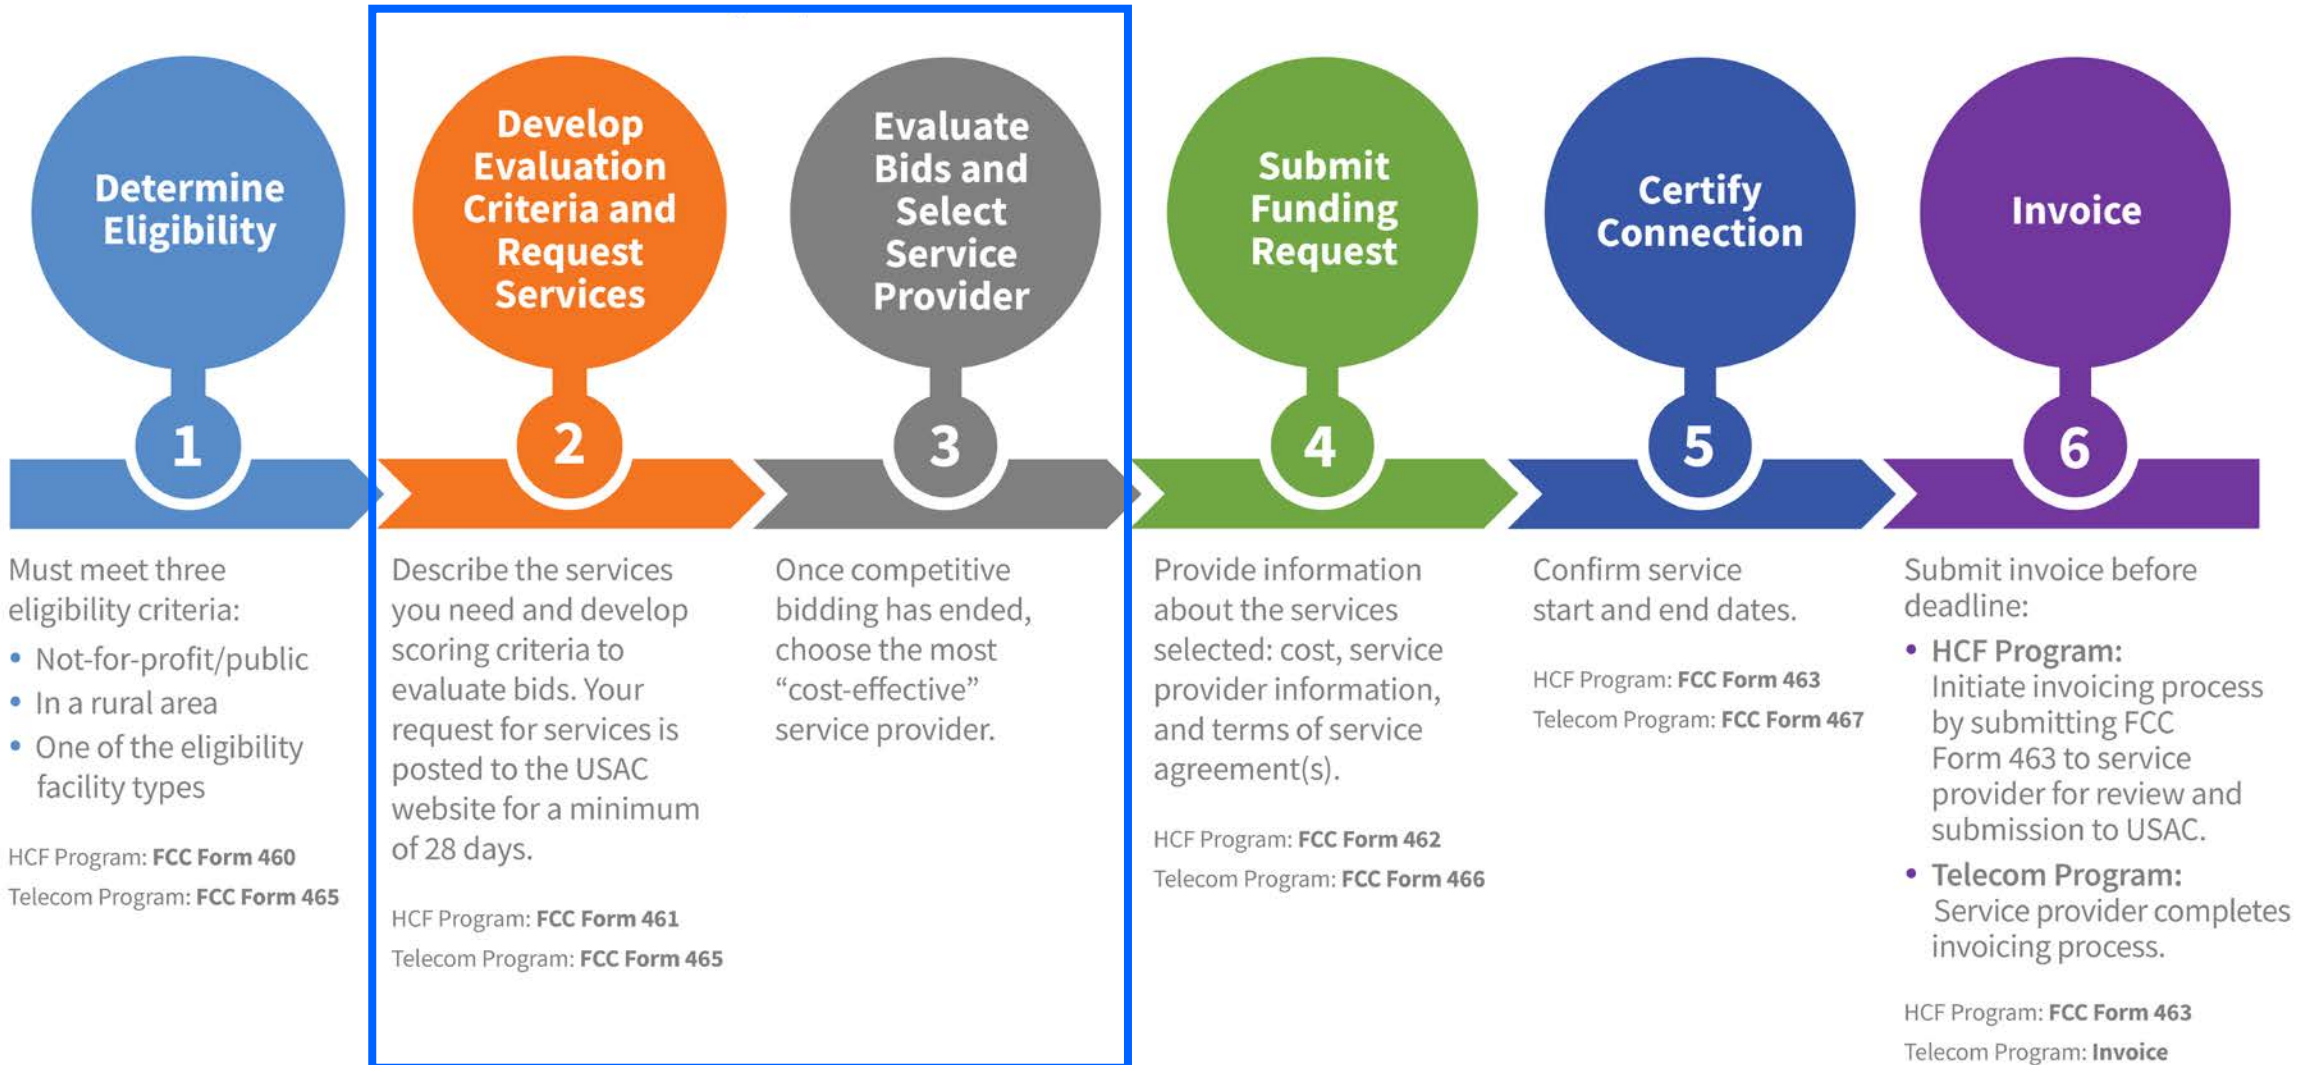 Determine
Eligibility
1
Must meet three
eligibility criteria:
• Not-for-profit/public
• In a rural area
• One of the eligibility
facility types
HCF Program: FCC Form 460
Telecom Program: FCC Form 465
Develop
Evaluation
Criteria and
Request
Services
2
Describe the services
you need and develop
scoring criteria to
evaluate bids. Your
request for services is
posted to the USAC
website for a minimum
of 28 days.
HCF Program: FCC Form 461
Telecom Program: FCC Form 465
Evaluate
Bids and
Select
Service
Provider
3
Once competitive
bidding has ended,
choose the most
“cost-effective”
service provider.
Submit
Funding
Request
4
Provide information
about the services
selected: cost, service
provider information,
and terms of service
agreement(s).
HCF Program: FCC Form 462
Telecom Program: FCC Form 466
Certify
Connection
5
Confirm service
start and end dates.
HCF Program: FCC Form 463
Telecom Program: FCC Form 467
Invoice
6
Submit invoice before
deadline:
• HCF Program:
Initiate invoicing process
by submitting FCC
Form 463 to service
provider for review and
submission to USAC.
• Telecom Program:
Service provider completes
invoicing process.
HCF Program: FCC Form 463
Telecom Program: Invoice